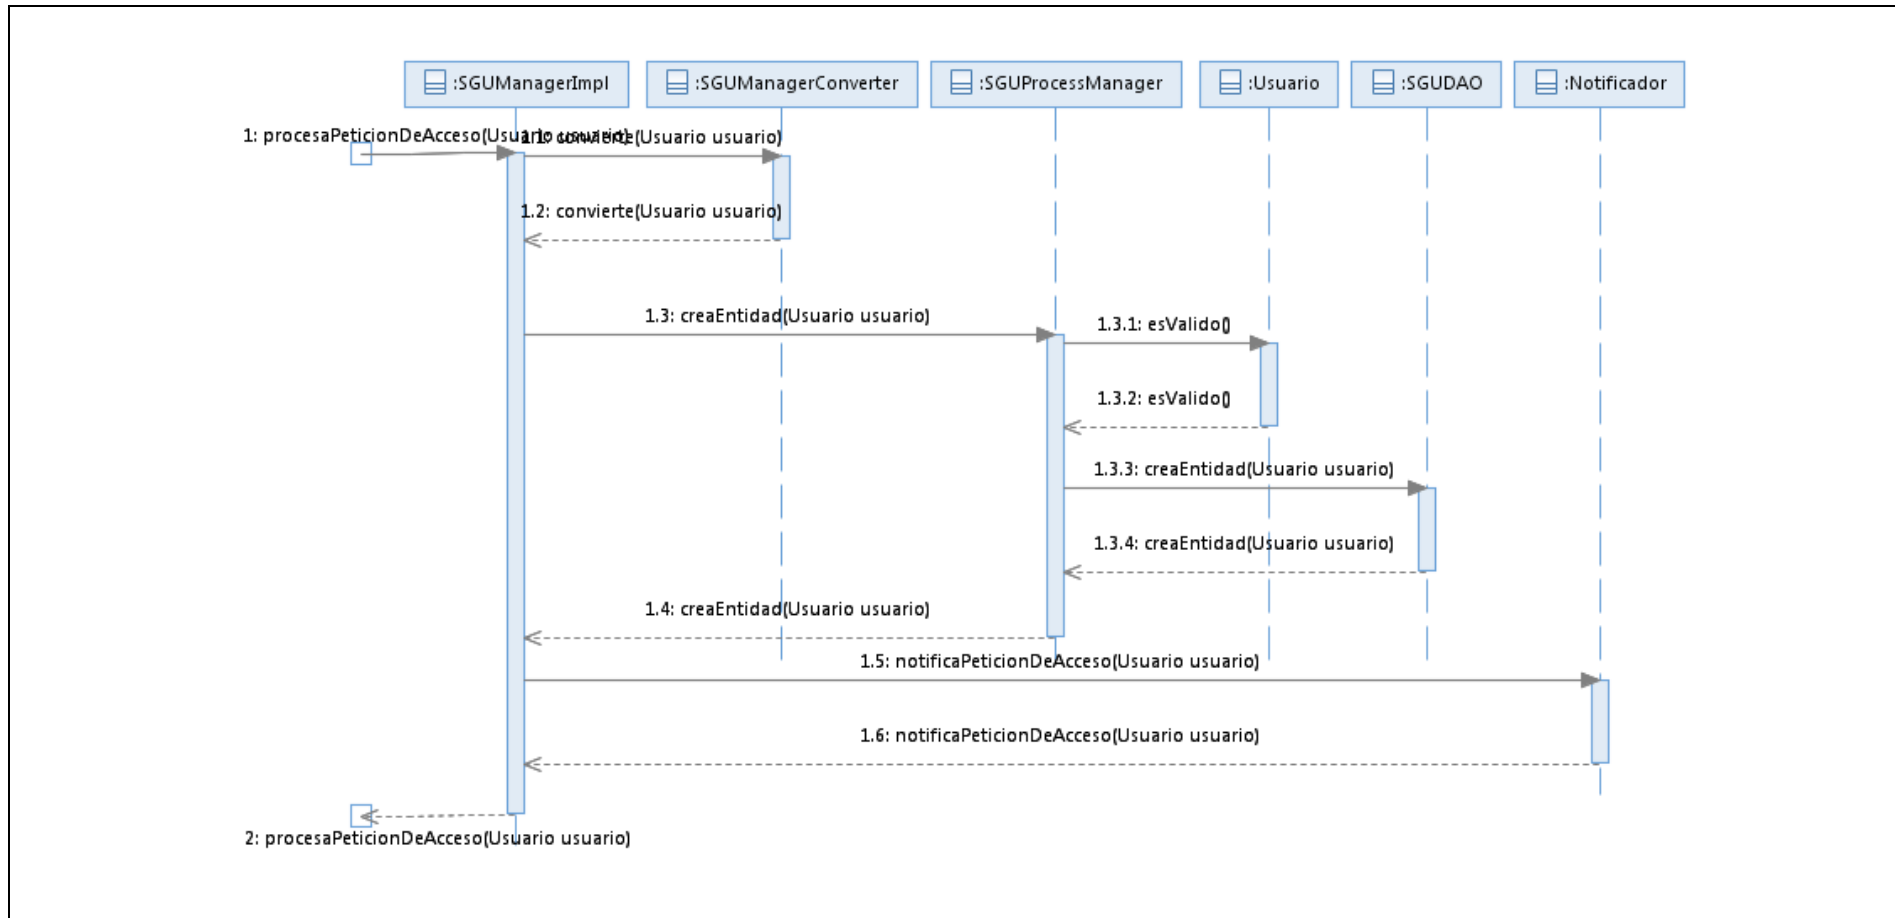 :SGUManagerImpl
:SGUManagerConverter
:SGUProcessManager
:Usuario
:SGUDAO
:Notificador
1: procesaPeticionDeAcceso(Usuario usuario)
1.1: convierte(Usuario usuario)
1.2: convierte(Usuario usuario)
1.3: creaEntidad(Usuario usuario)
1.3.1: esValido()
1.3.2: esValido()
1.3.3: creaEntidad(Usuario usuario)
1.3.4: creaEntidad(Usuario usuario)
1.4: creaEntidad(Usuario usuario)
1.5: notificaPeticionDeAcceso(Usuario usuario)
1.6: notificaPeticionDeAcceso(Usuario usuario)
2: procesaPeticionDeAcceso(Usuario usuario)